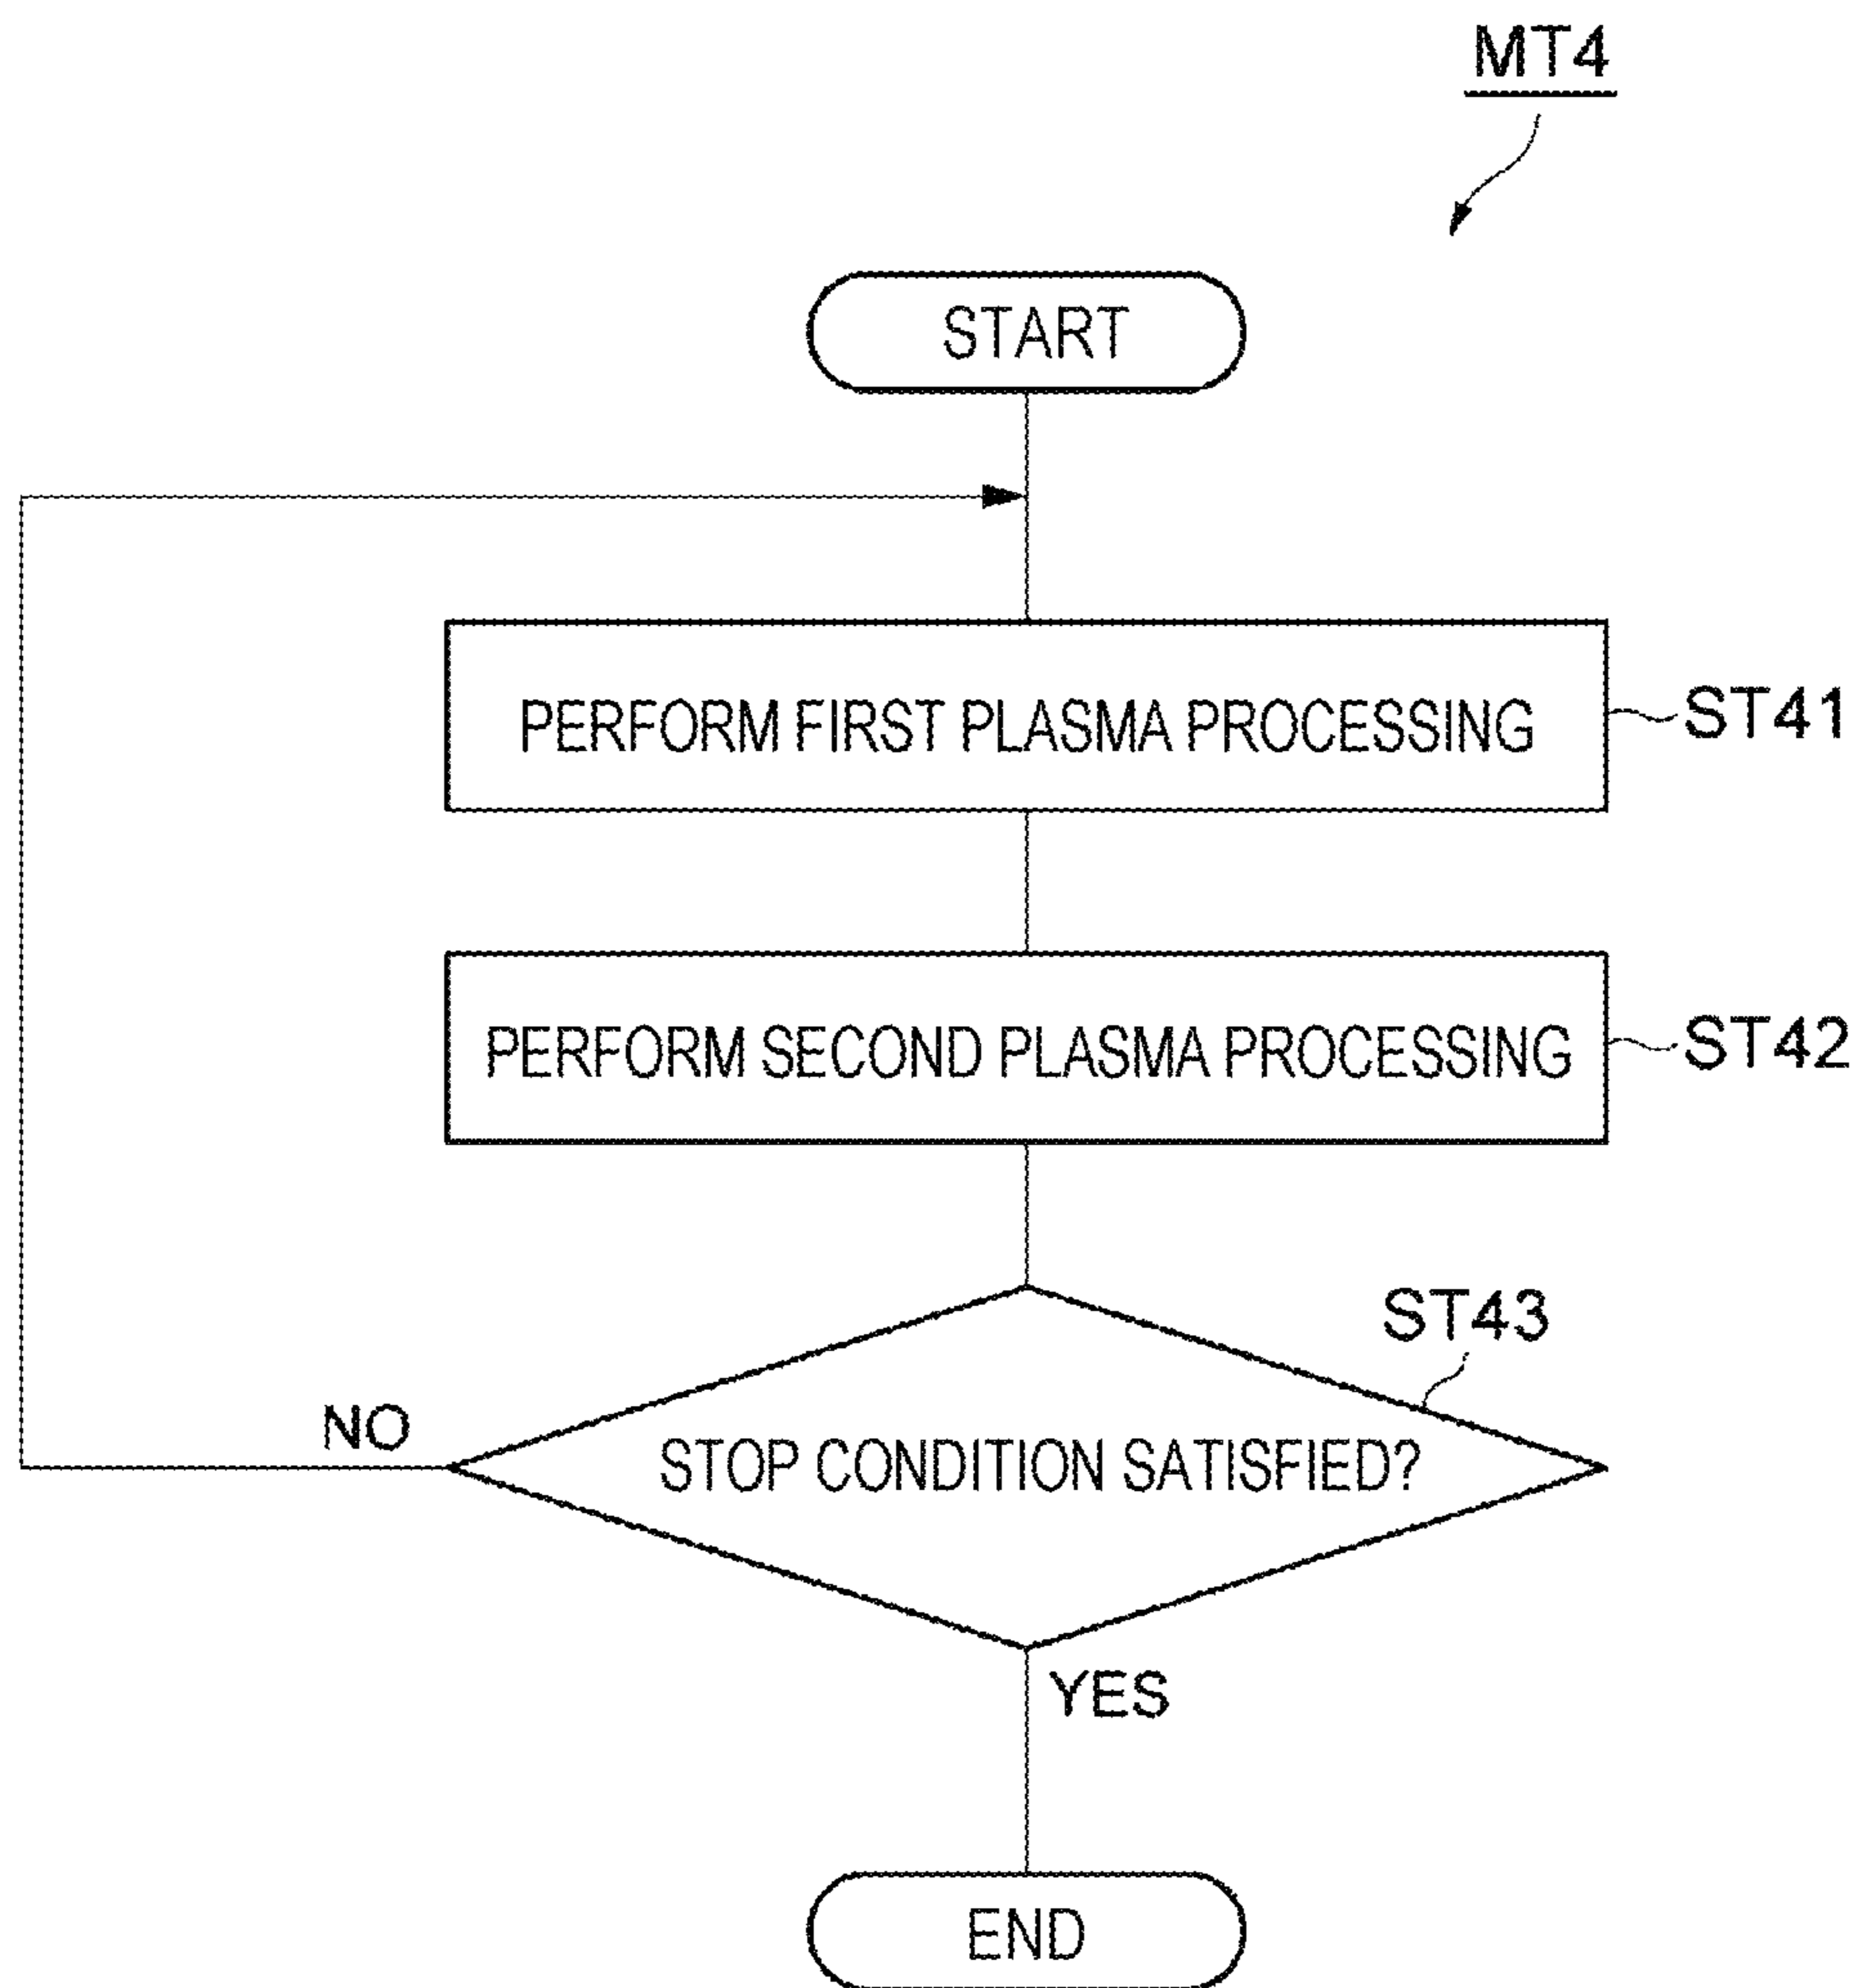 MT4
START
PERFORM FIRST PLASMA PROCESSING
ST41
PERFORM SECOND PLASMA PROCESSING
ST42
ST43
STOP CONDITION SATISFIED?
NO
YES
END